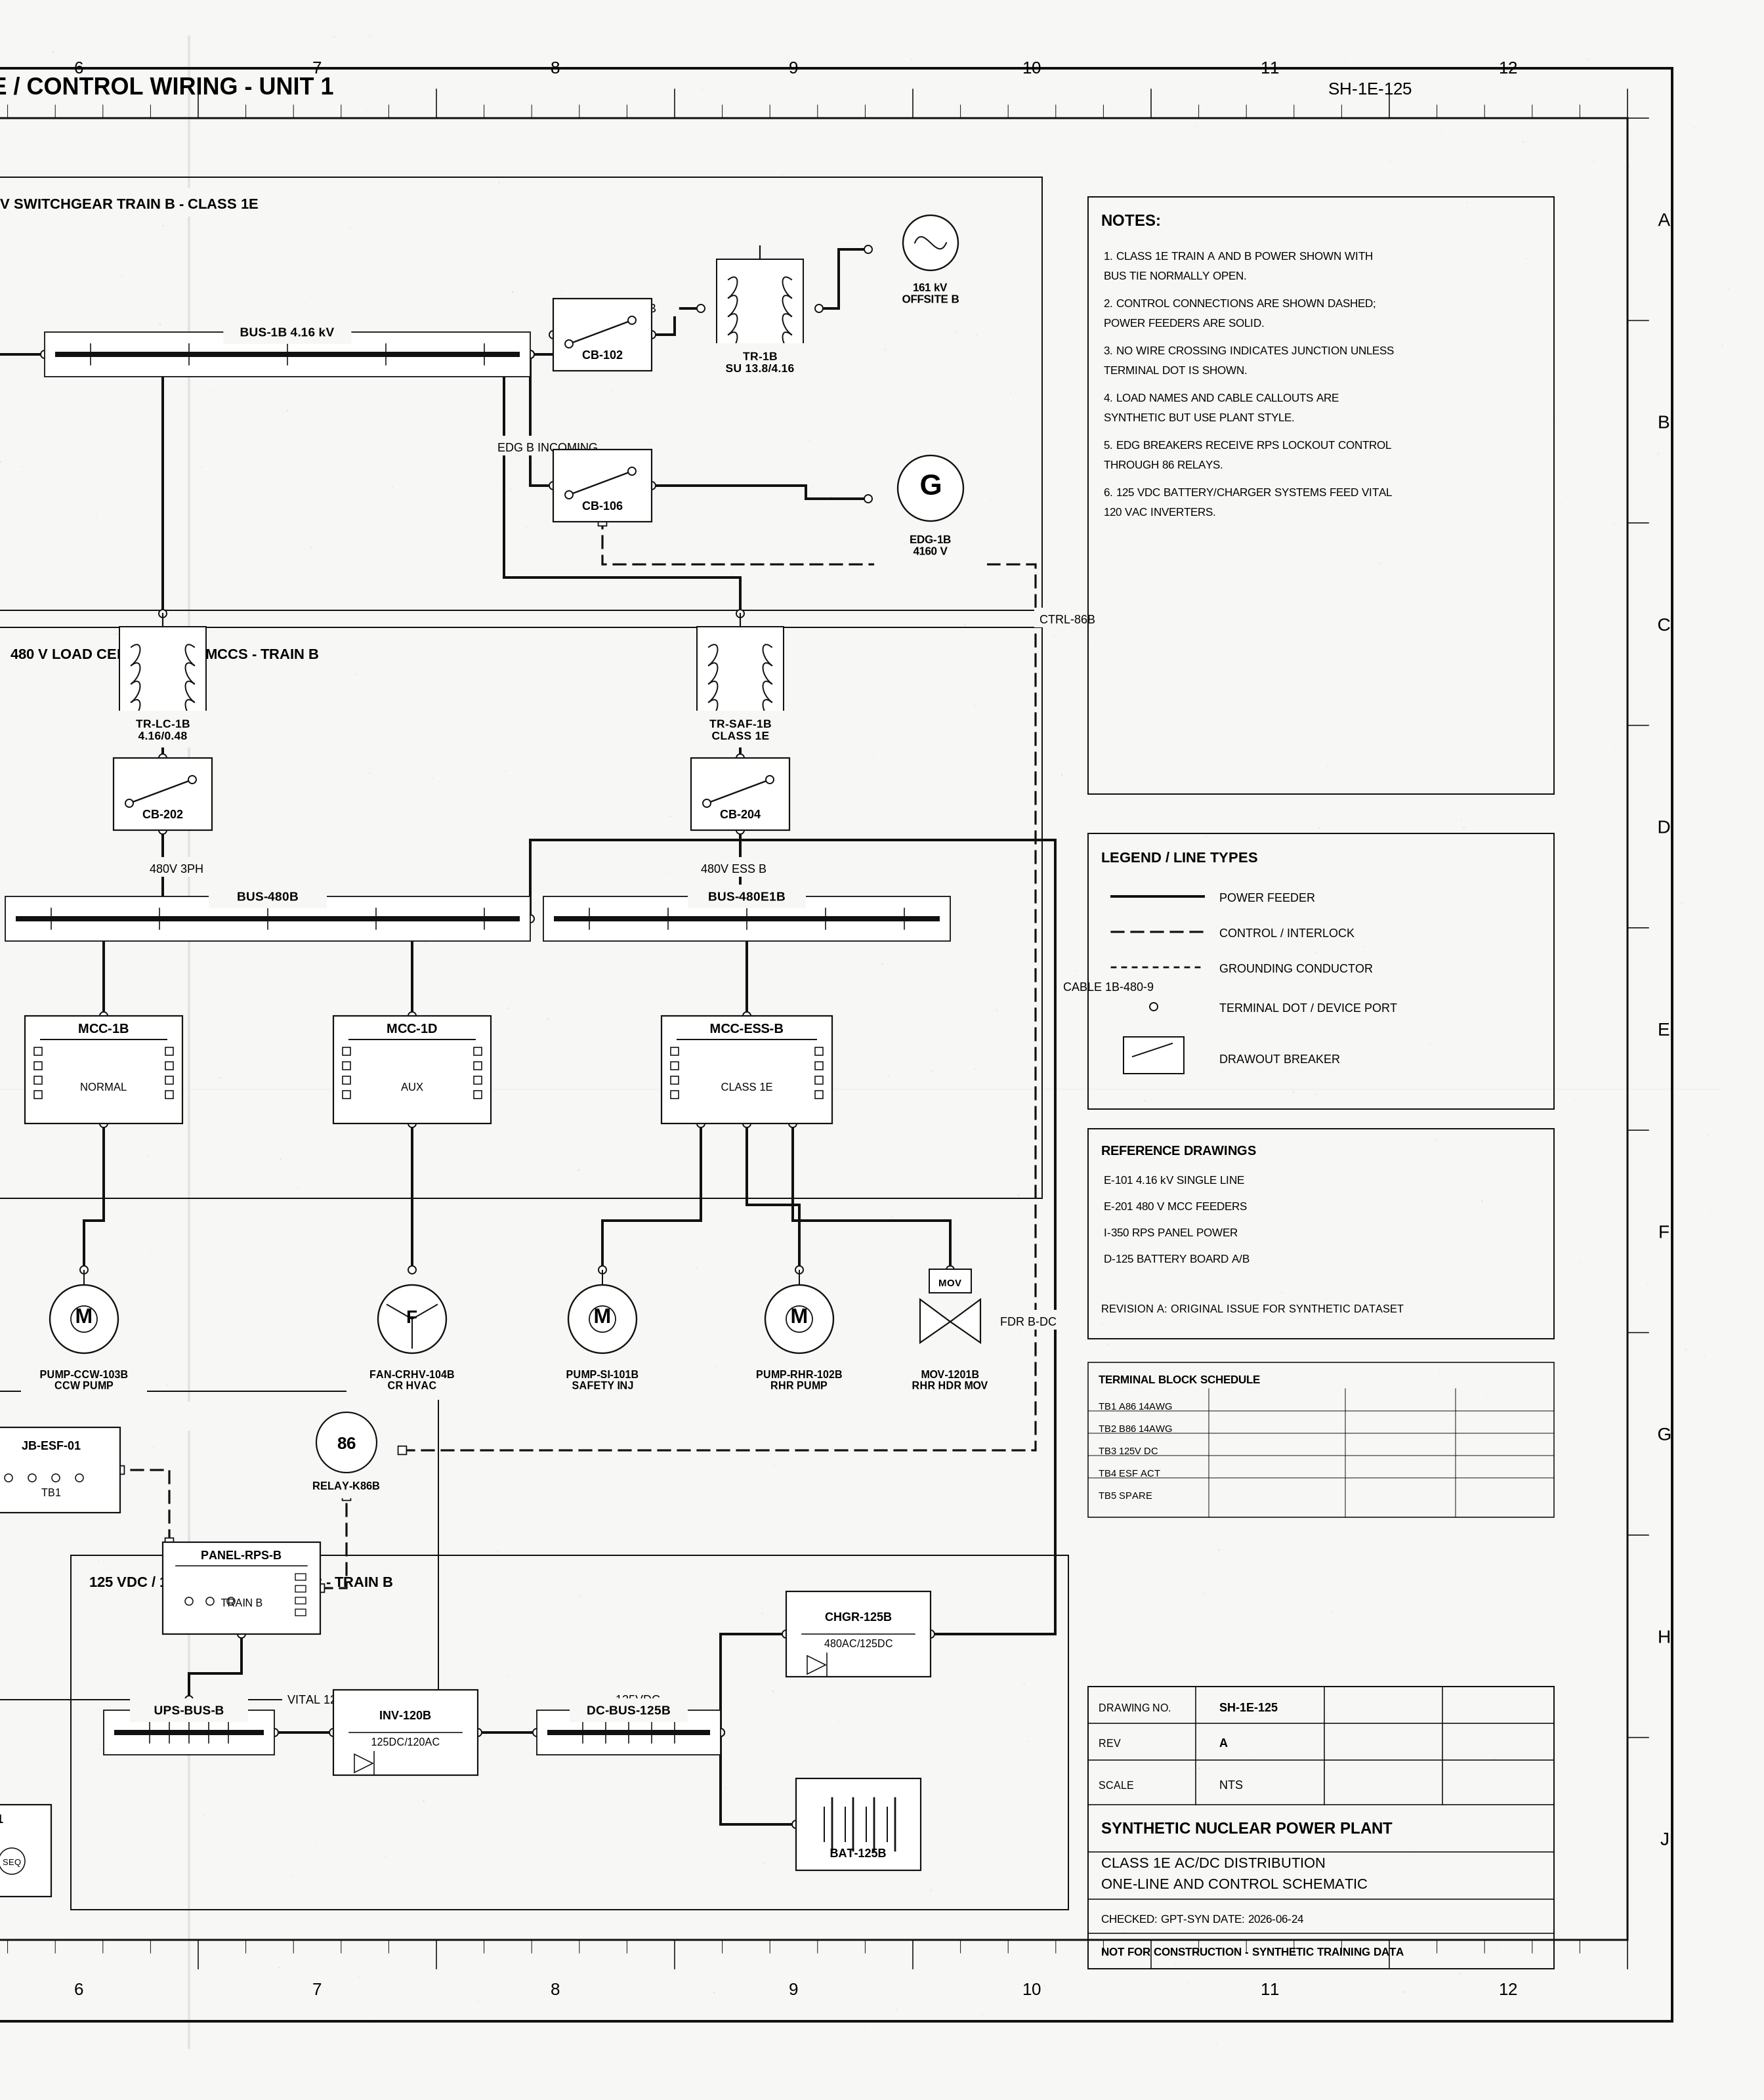 6 7 8 9 10 11 12
E / CONTROL WIRING - UNIT 1
SH-1E-125
V SWITCHGEAR TRAIN B - CLASS 1E
161 kV
OFFSITE B
BUS-1B 4.16 kV
CB-102
TR-1B
SU 13.8/4.16
EDG B INCOMING
CB-106
G
EDG-1B
4160 V
CTRL-86B
480 V LOAD MCCS - TRAIN B
TR-LC-1B
4.16/0.48
TR-SAF-1B
CLASS 1E
CB-202
CB-204
480V 3PH
480V ESS B
BUS-480B
BUS-480E1B
CABLE 1B-480-9
MCC-1B
NORMAL
MCC-1D
AUX
MCC-ESS-B
CLASS 1E
M
F
M
M
MOV
FDR B-DC
PUMP-CCW-103B
CCW PUMP
FAN-CRHV-104B
CR HVAC
PUMP-SI-101B
SAFETY INJ
PUMP-RHR-102B
RHR PUMP
MOV-1201B
RHR HDR MOV
JB-ESF-01
TB1
86
RELAY-K86B
PANEL-RPS-B
TRAIN B
125 VDC / - TRAIN B
CHGR-125B
480AC/125DC
VITAL
125VDC
UPS-BUS-B
INV-120B
125DC/120AC
DC-BUS-125B
BAT-125B
1
SEQ
NOTES:
1. CLASS 1E TRAIN A AND B POWER SHOWN WITH
BUS TIE NORMALLY OPEN.
2. CONTROL CONNECTIONS ARE SHOWN DASHED;
POWER FEEDERS ARE SOLID.
3. NO WIRE CROSSING INDICATES JUNCTION UNLESS
TERMINAL DOT IS SHOWN.
4. LOAD NAMES AND CABLE CALLOUTS ARE
SYNTHETIC BUT USE PLANT STYLE.
5. EDG BREAKERS RECEIVE RPS LOCKOUT CONTROL
THROUGH 86 RELAYS.
6. 125 VDC BATTERY/CHARGER SYSTEMS FEED VITAL
120 VAC INVERTERS.
LEGEND / LINE TYPES
POWER FEEDER
CONTROL / INTERLOCK
GROUNDING CONDUCTOR
TERMINAL DOT / DEVICE PORT
DRAWOUT BREAKER
REFERENCE DRAWINGS
E-101 4.16 kV SINGLE LINE
E-201 480 V MCC FEEDERS
I-350 RPS PANEL POWER
D-125 BATTERY BOARD A/B
REVISION A: ORIGINAL ISSUE FOR SYNTHETIC DATASET
TERMINAL BLOCK SCHEDULE
TB1 A86 14AWG
TB2 B86 14AWG
TB3 125V DC
TB4 ESF ACT
TB5 SPARE
DRAWING NO. SH-1E-125
REV A
SCALE NTS
SYNTHETIC NUCLEAR POWER PLANT
CLASS 1E AC/DC DISTRIBUTION
ONE-LINE AND CONTROL SCHEMATIC
CHECKED: GPT-SYN DATE: 2026-06-24
NOT FOR CONSTRUCTION - SYNTHETIC TRAINING DATA
A
B
C
D
E
F
G
H
J
6 7 8 9 10 11 12